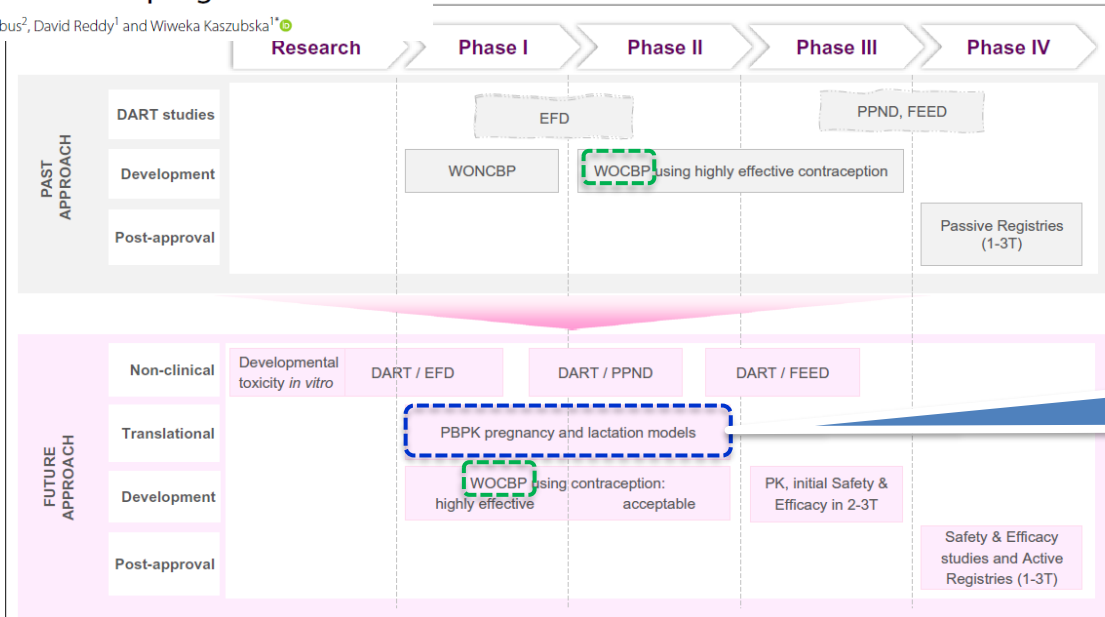 bus², David Reddy¹ and Wiweka Kaszubska¹*
Research Phase I Phase II Phase III Phase IV
PAST
APPROACH
DART studies
EFD
PPND, FEED
Development
WONCBP
WOCBP using highly effective contraception
Post-approval
Passive Registries
(1-3T)
FUTURE
APPROACH
Non-clinical
Developmental
toxicity in vitro
DART / EFD
DART / PPND
DART / FEED
Translational
PBPK pregnancy and lactation models
Development
WOCBP using contraception:
highly effective acceptable
PK, initial Safety &
Efficacy in 2-3T
Post-approval
Safety & Efficacy
studies and Active
Registries (1-3T)